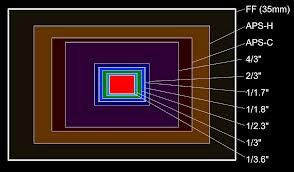 FF (35mm)
APS-H
APS-C
4/3"
2/3"
1/1.7"
1/1.8"
1/2.3"
1/3"
1/3.6"